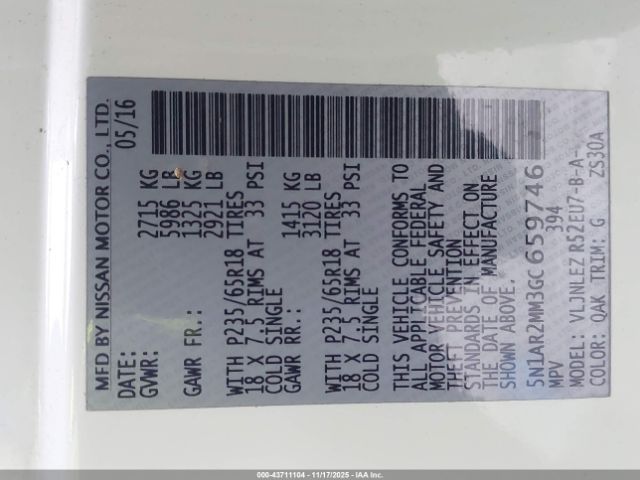 MFD BY NISSAN MOTOR CO., LTD.
DATE: 05/16
GVWR: 2715 KG
5986 LB
GAWR FR.: 1325 KG
2921 LB
WITH P235/65R18 TIRES
18 X 7.5 RIMS AT 33 PSI
COLD SINGLE
GAWR RR.: 1415 KG
3120 LB
WITH P235/65R18 TIRES
18 X 7.5 RIMS AT 33 PSI
COLD SINGLE
THIS VEHICLE CONFORMS TO
ALL APPLICABLE FEDERAL
MOTOR VEHICLE SAFETY AND
THEFT PREVENTION
STANDARDS IN EFFECT ON
THE DATE OF MANUFACTURE
SHOWN ABOVE.
5N1AR2MM3GC659746
MPV 394
MODEL: VLJNLEZ R52EU7-B-A-
COLOR: QAK TRIM: G ZS30A
000-43711104 - 11/17/2025 - IAA Inc.